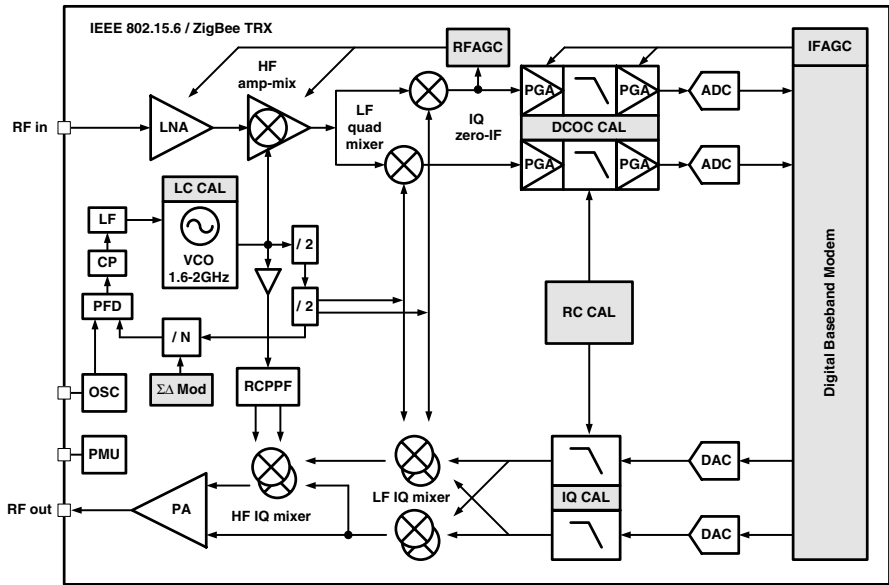 IEEE 802.15.6 / ZigBee TRX
RFAGC
IFAGC
HF
amp-mix
RF in
LNA
LF
quad
mixer
IQ
zero-IF
PGA
PGA
ADC
DCOC CAL
PGA
PGA
ADC
LC CAL
VCO
1.6-2GHz
LF
CP
PFD
/ 2
/ 2
/ N
OSC
ΣΔ Mod
RCPPF
RC CAL
Digital Baseband Modem
PMU
RF out
PA
HF IQ mixer
LF IQ mixer
IQ CAL
DAC
DAC